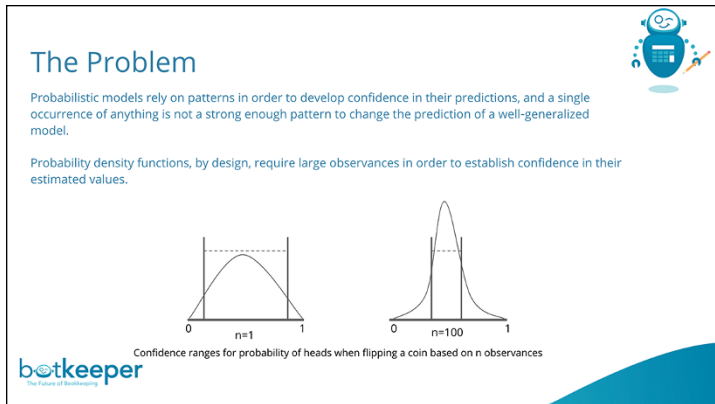 The Problem
Probabilistic models rely on patterns in order to develop confidence in their predictions, and a single
occurrence of anything is not a strong enough pattern to change the prediction of a well-generalized
model.
Probability density functions, by design, require large observances in order to establish confidence in their
estimated values.
0 n=1 1
0 n=100 1
Confidence ranges for probability of heads when flipping a coin based on n observances
botkeeper
The Future of Bookkeeping